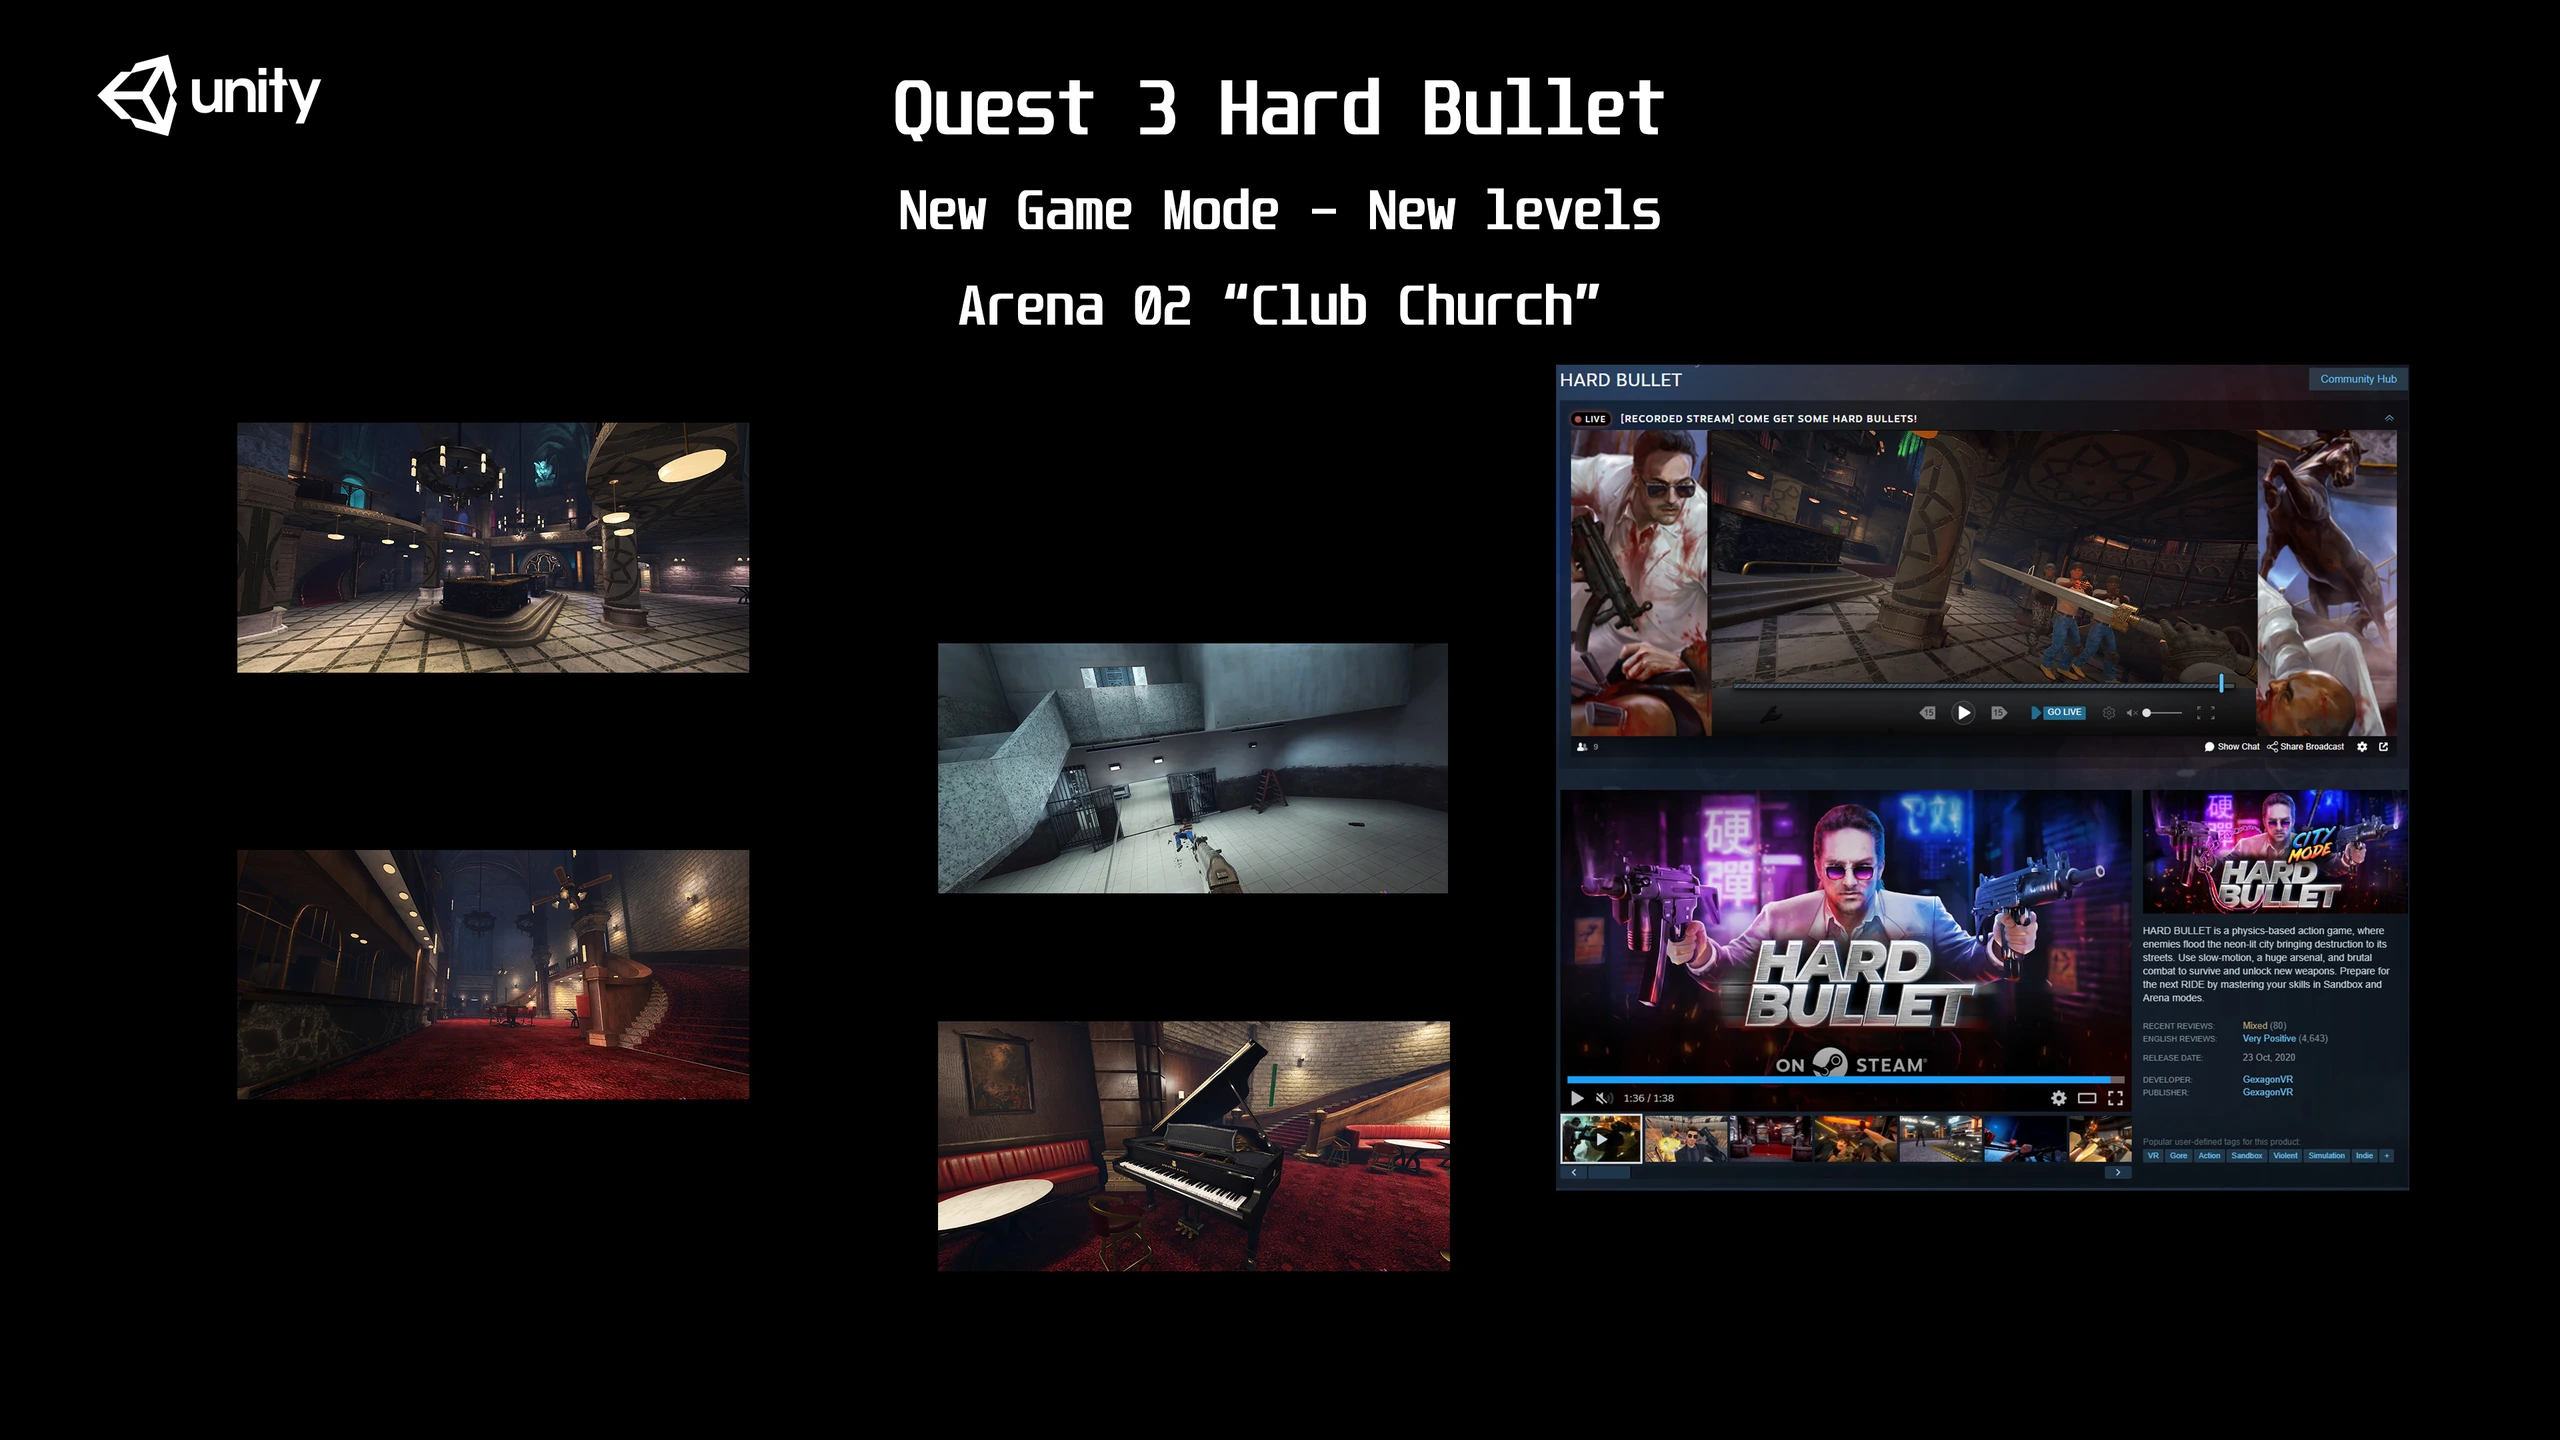 unity
Quest 3 Hard Bullet
New Game Mode – New levels
Arena 02 “Club Church”
HARD BULLET
Community Hub
LIVE
[RECORDED STREAM] COME GET SOME HARD BULLETS!
15
15
GO LIVE
9
Show Chat
Share Broadcast
硬
彈
HARD
BULLET
ON STEAM
1:36 / 1:38
硬
CITY
MODE
HARD
BULLET
HARD BULLET is a physics-based action game, where
enemies flood the neon-lit city bringing destruction to its
streets. Use slow-motion, a huge arsenal, and brutal
combat to survive and unlock new weapons. Prepare for
the next RIDE by mastering your skills in Sandbox and
Arena modes.
RECENT REVIEWS: Mixed (80)
ENGLISH REVIEWS: Very Positive (4,643)
RELEASE DATE: 23 Oct, 2020
DEVELOPER: GexagonVR
PUBLISHER: GexagonVR
Popular user-defined tags for this product:
VR Gore Action Sandbox Violent Simulation Indie +